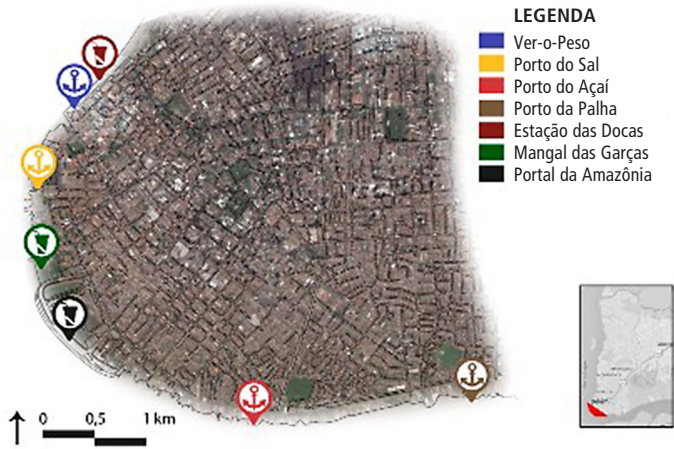 LEGENDA
Ver-o-Peso
Porto do Sal
Porto do Açaí
Porto da Palha
Estação das Docas
Mangal das Garças
Portal da Amazônia
0 0,5 1 km